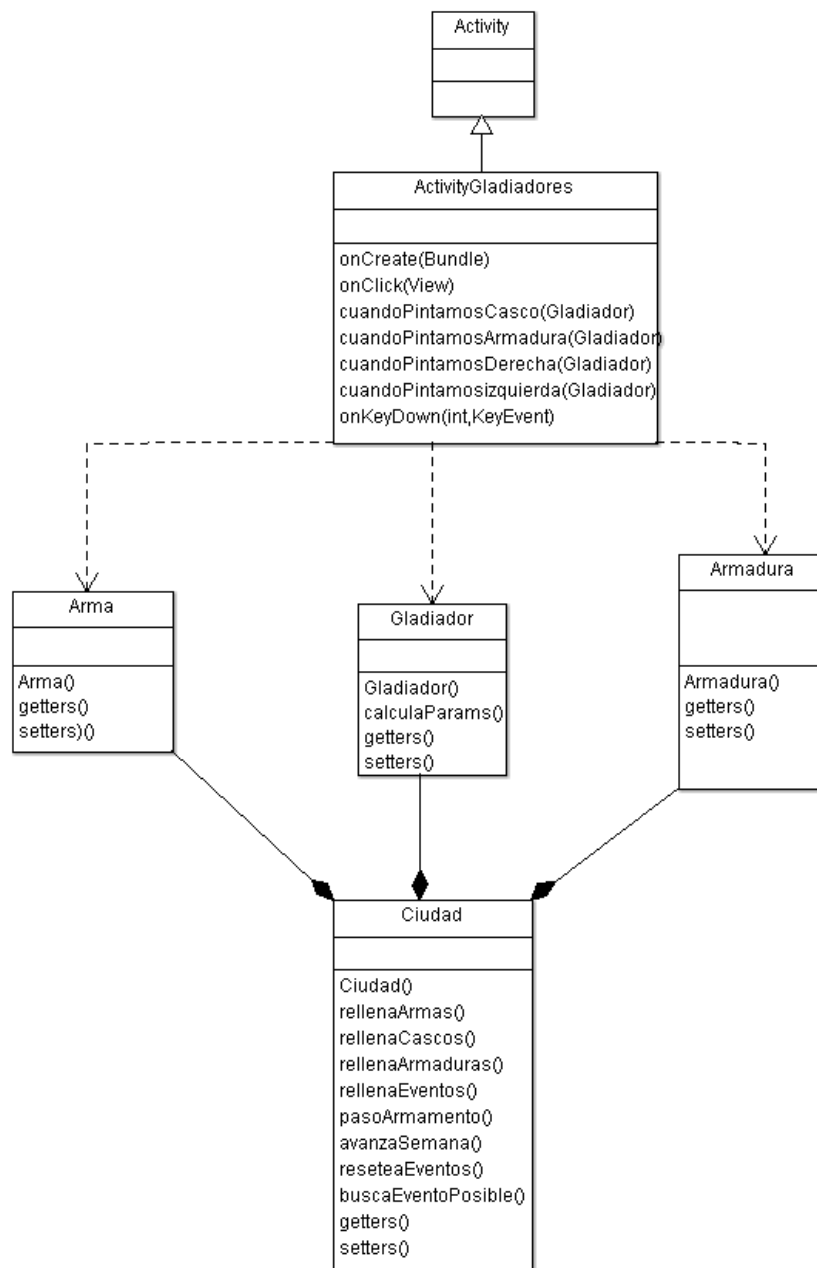 Activity
ActivityGladiadores
onCreate(Bundle)
onClick(View)
cuandoPintamosCasco(Gladiador)
cuandoPintamosArmadura(Gladiador)
cuandoPintamosDerecha(Gladiador)
cuandoPintamosizquierda(Gladiador)
onKeyDown(int,KeyEvent)
Arma
Arma()
getters()
setters)()
Gladiador
Gladiador()
calculaParams()
getters()
setters()
Armadura
Armadura()
getters()
setters()
Ciudad
Ciudad()
rellenaArmas()
rellenaCascos()
rellenaArmaduras()
rellenaEventos()
pasoArmamento()
avanzaSemana()
reseteaEventos()
buscaEventoPosible()
getters()
setters()